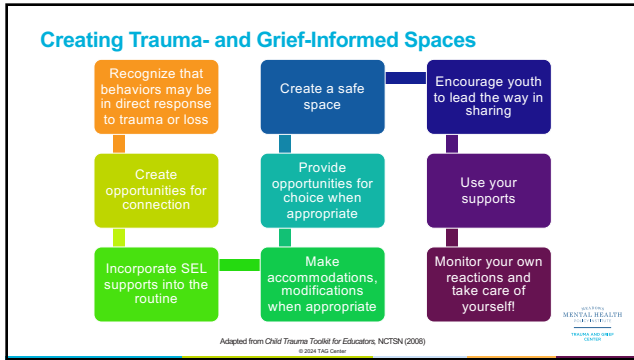 Creating Trauma- and Grief-Informed Spaces
Recognize that
behaviors may be
in direct response
to trauma or loss
Create
opportunities for
connection
Incorporate SEL
supports into the
routine
Make
accommodations,
modifications
when appropriate
Provide
opportunities for
choice when
appropriate
Create a safe
space
Encourage youth
to lead the way in
sharing
Use your
supports
Monitor your own
reactions and
take care of
yourself!
Adapted from Child Trauma Toolkit for Educators, NCTSN (2008)
© 2024 TAG Center
MEADOWS
MENTAL HEALTH
POLICY INSTITUTE
TRAUMA AND GRIEF
CENTER